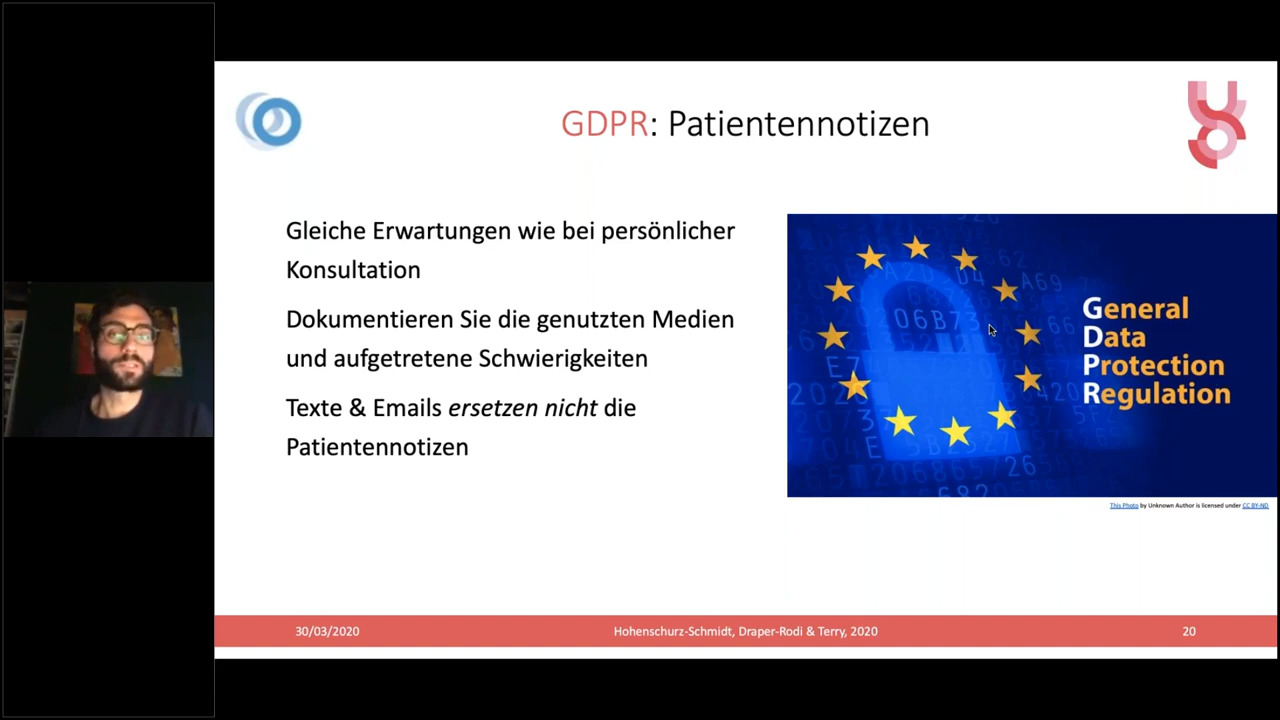 GDPR: Patientennotizen
Gleiche Erwartungen wie bei persönlicher
Konsultation
Dokumentieren Sie die genutzten Medien
und aufgetretene Schwierigkeiten
Texte & Emails ersetzen nicht die
Patientennotizen
06B73
General
Data
Protection
Regulation
This Photo by Unknown Author is licensed under CC BY-ND
30/03/2020
Hohenschurz-Schmidt, Draper-Rodi & Terry, 2020
20